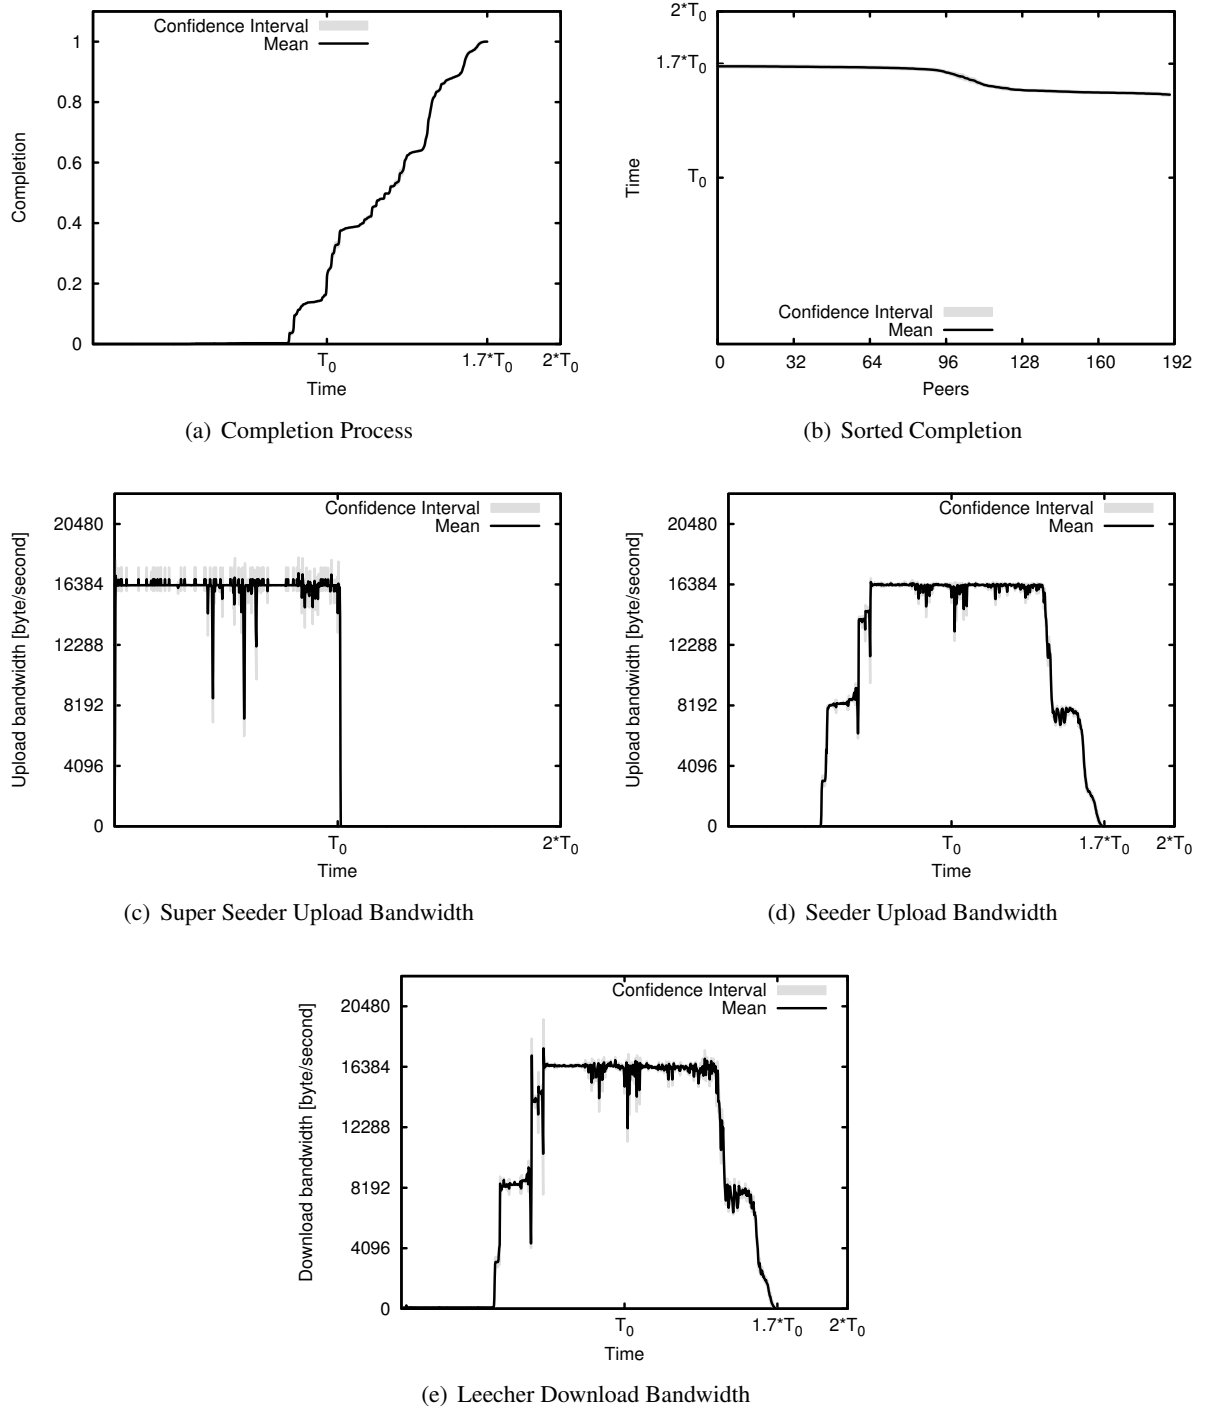 Confidence Interval
Mean
1
0.8
0.6
0.4
0.2
0
Completion
T0
1.7*T0
2*T0
Time
(a) Completion Process
2*T0
1.7*T0
T0
Time
Confidence Interval
Mean
0 32 64 96 128 160 192
Peers
(b) Sorted Completion
Confidence Interval
Mean
20480
16384
12288
8192
4096
0
Upload bandwidth [byte/second]
T0
2*T0
Time
(c) Super Seeder Upload Bandwidth
Confidence Interval
Mean
20480
16384
12288
8192
4096
0
Upload bandwidth [byte/second]
T0
1.7*T0
2*T0
Time
(d) Seeder Upload Bandwidth
Confidence Interval
Mean
20480
16384
12288
8192
4096
0
Download bandwidth [byte/second]
T0
1.7*T0
2*T0
Time
(e) Leecher Download Bandwidth